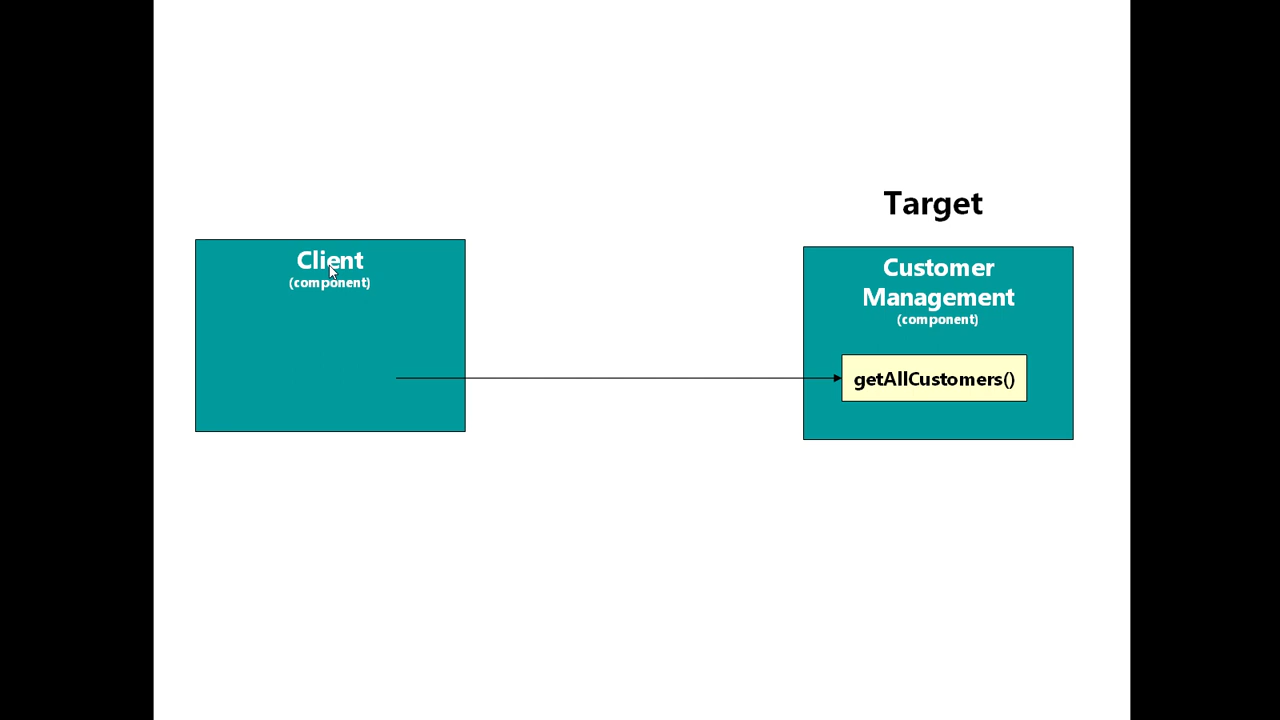 Target
Client
(component)
Customer
Management
(component)
getAllCustomers()